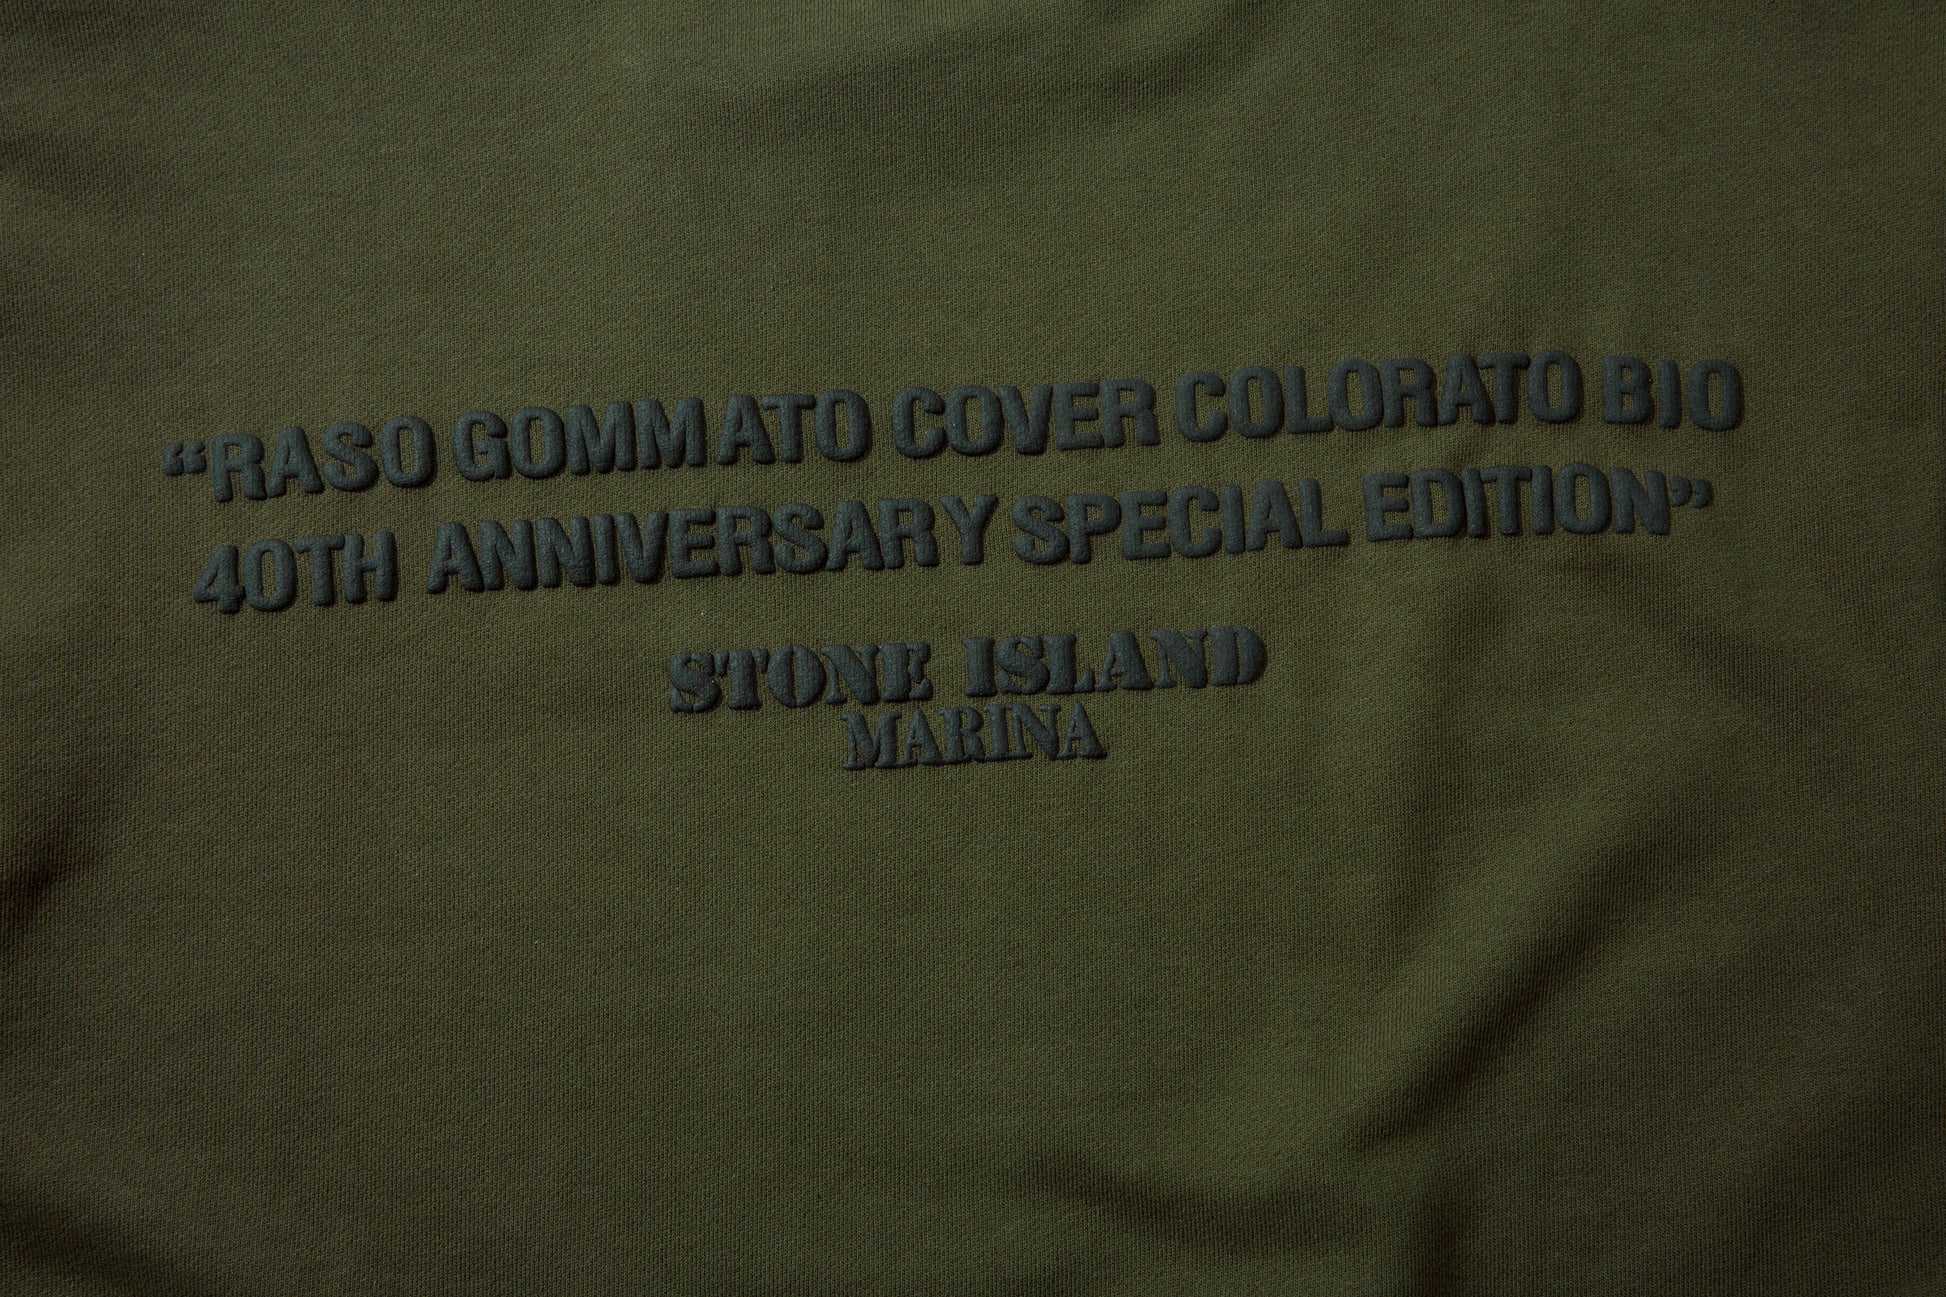 “RASO GOMMATO COVER COLORATO BIO
40TH ANNIVERSARY SPECIAL EDITION”
STONE ISLAND
MARINA